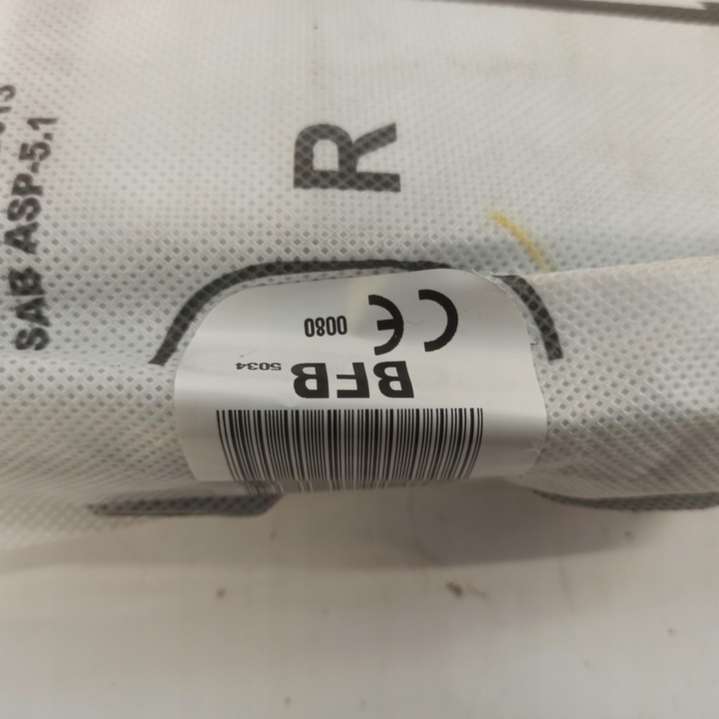 SAB ASP-5.1
R
CE 0080
BFB 5034